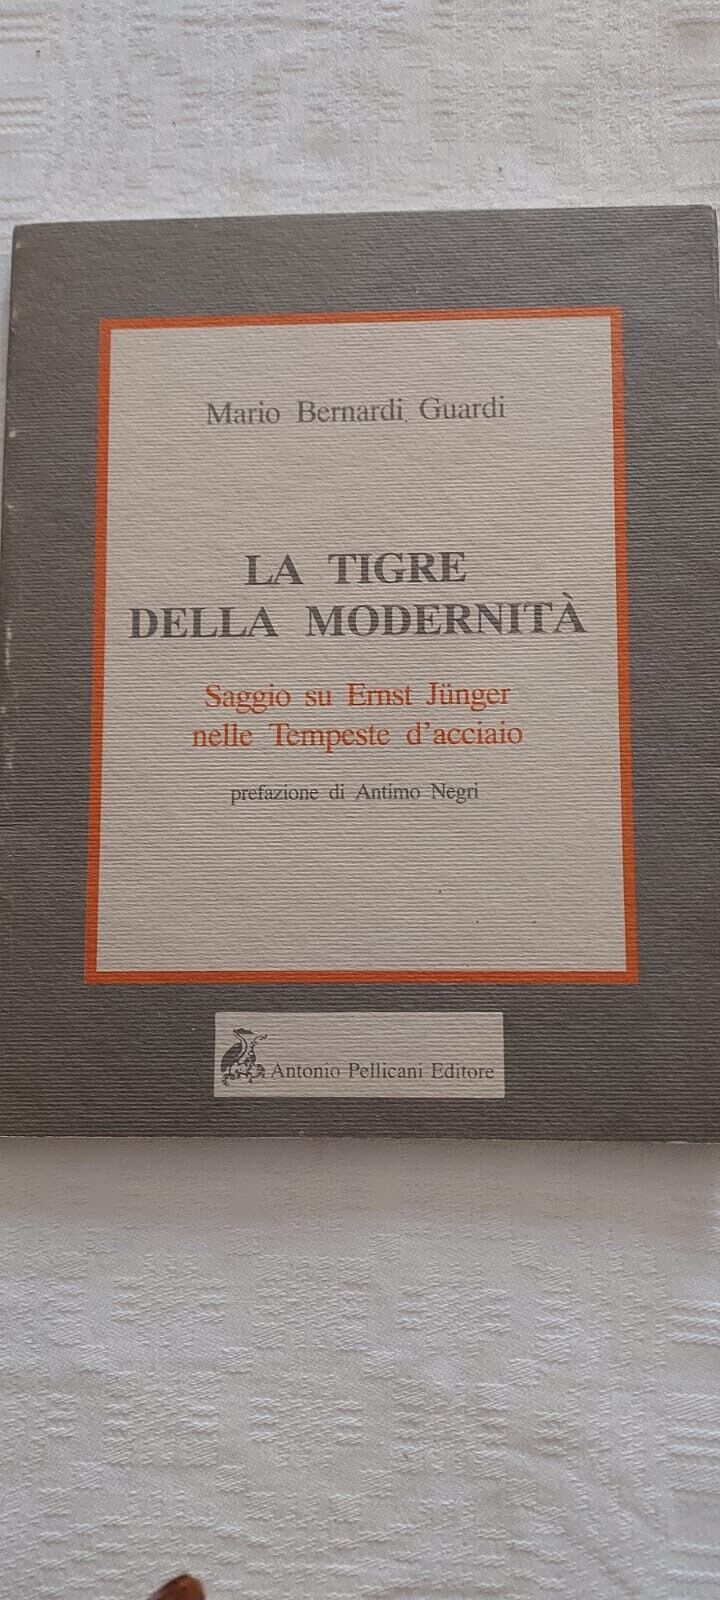 Mario Bernardi Guardi
LA TIGRE
DELLA MODERNITÀ
Saggio su Ernst Jünger
nelle Tempeste d'acciaio
prefazione di Antimo Negri
Antonio Pellicani Editore